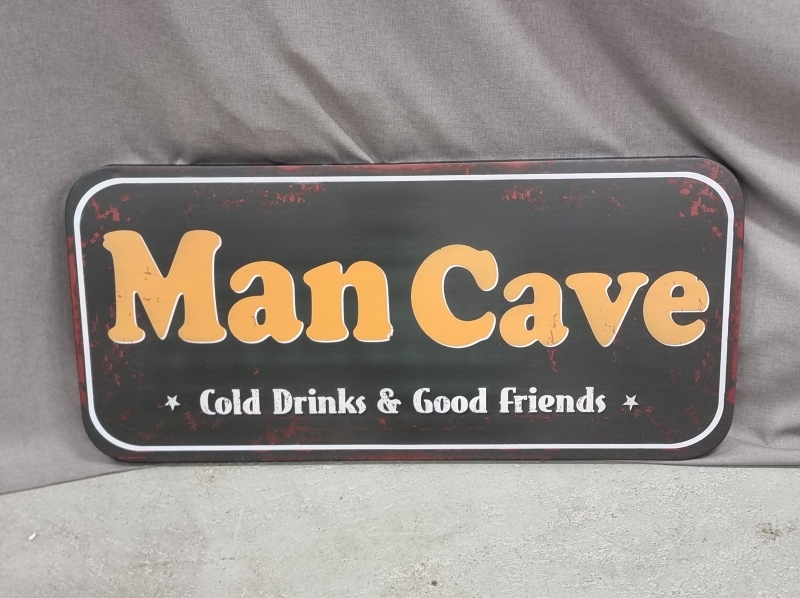 Man Cave
★ Cold Drinks & Good Friends ★